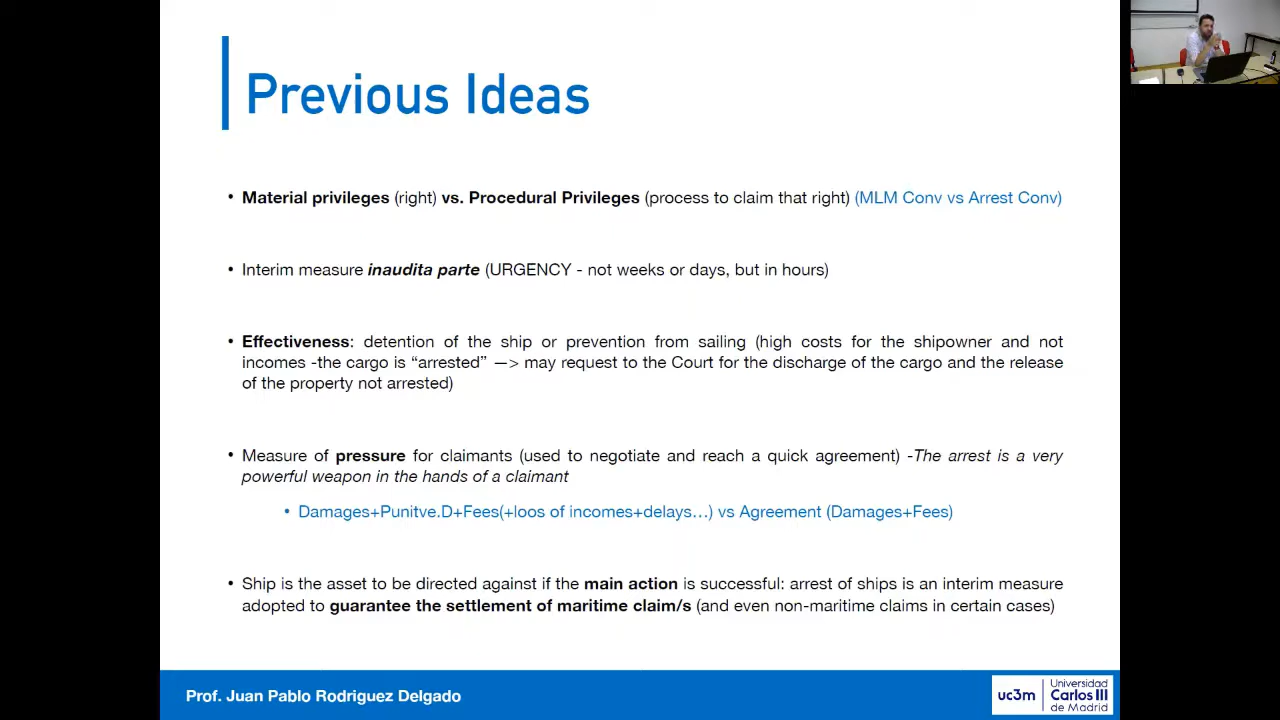 Previous Ideas
• Material privileges (right) vs. Procedural Privileges (process to claim that right) (MLM Conv vs Arrest Conv)
• Interim measure inaudita parte (URGENCY - not weeks or days, but in hours)
• Effectiveness: detention of the ship or prevention from sailing (high costs for the shipowner and not
incomes -the cargo is “arrested” —> may request to the Court for the discharge of the cargo and the release
of the property not arrested)
• Measure of pressure for claimants (used to negotiate and reach a quick agreement) -The arrest is a very
powerful weapon in the hands of a claimant
• Damages+Punitve.D+Fees(+loos of incomes+delays…) vs Agreement (Damages+Fees)
• Ship is the asset to be directed against if the main action is successful: arrest of ships is an interim measure
adopted to guarantee the settlement of maritime claim/s (and even non-maritime claims in certain cases)
Prof. Juan Pablo Rodriguez Delgado
uc3m
Universidad
Carlos III
de Madrid